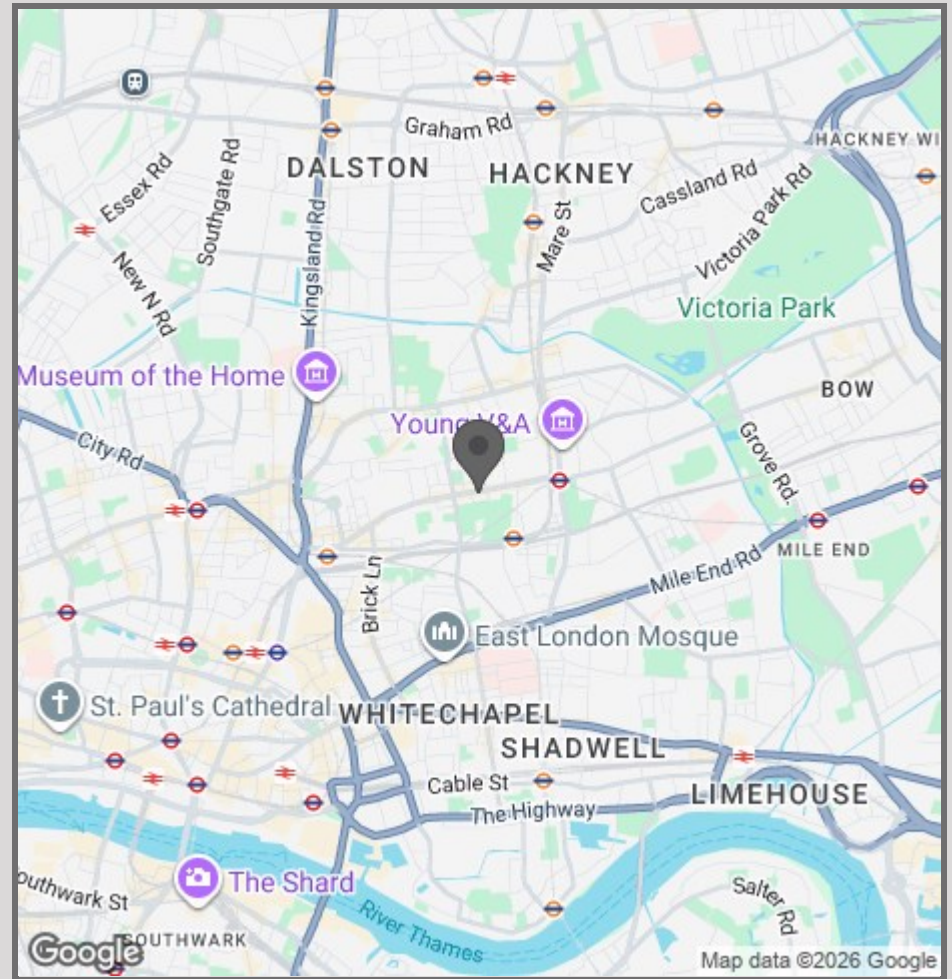 Graham Rd
HACKNEY WI
DALSTON
HACKNEY
Essex Rd
Southgate Rd
Cassland Rd
Victoria Park Rd
Mare St
Kingsland Rd
New N Rd
Victoria Park
Museum of the Home
BOW
Young V&A
City Rd
Grove Rd.
MILE END
Mile End Rd
Brick Ln
East London Mosque
St. Paul's Cathedral
WHITECHAPEL
SHADWELL
Cable St
LIMEHOUSE
The Highway
The Shard
outhwark St
Salter Rd
River Thames
SOUTHWARK
Google
Map data ©2026 Google